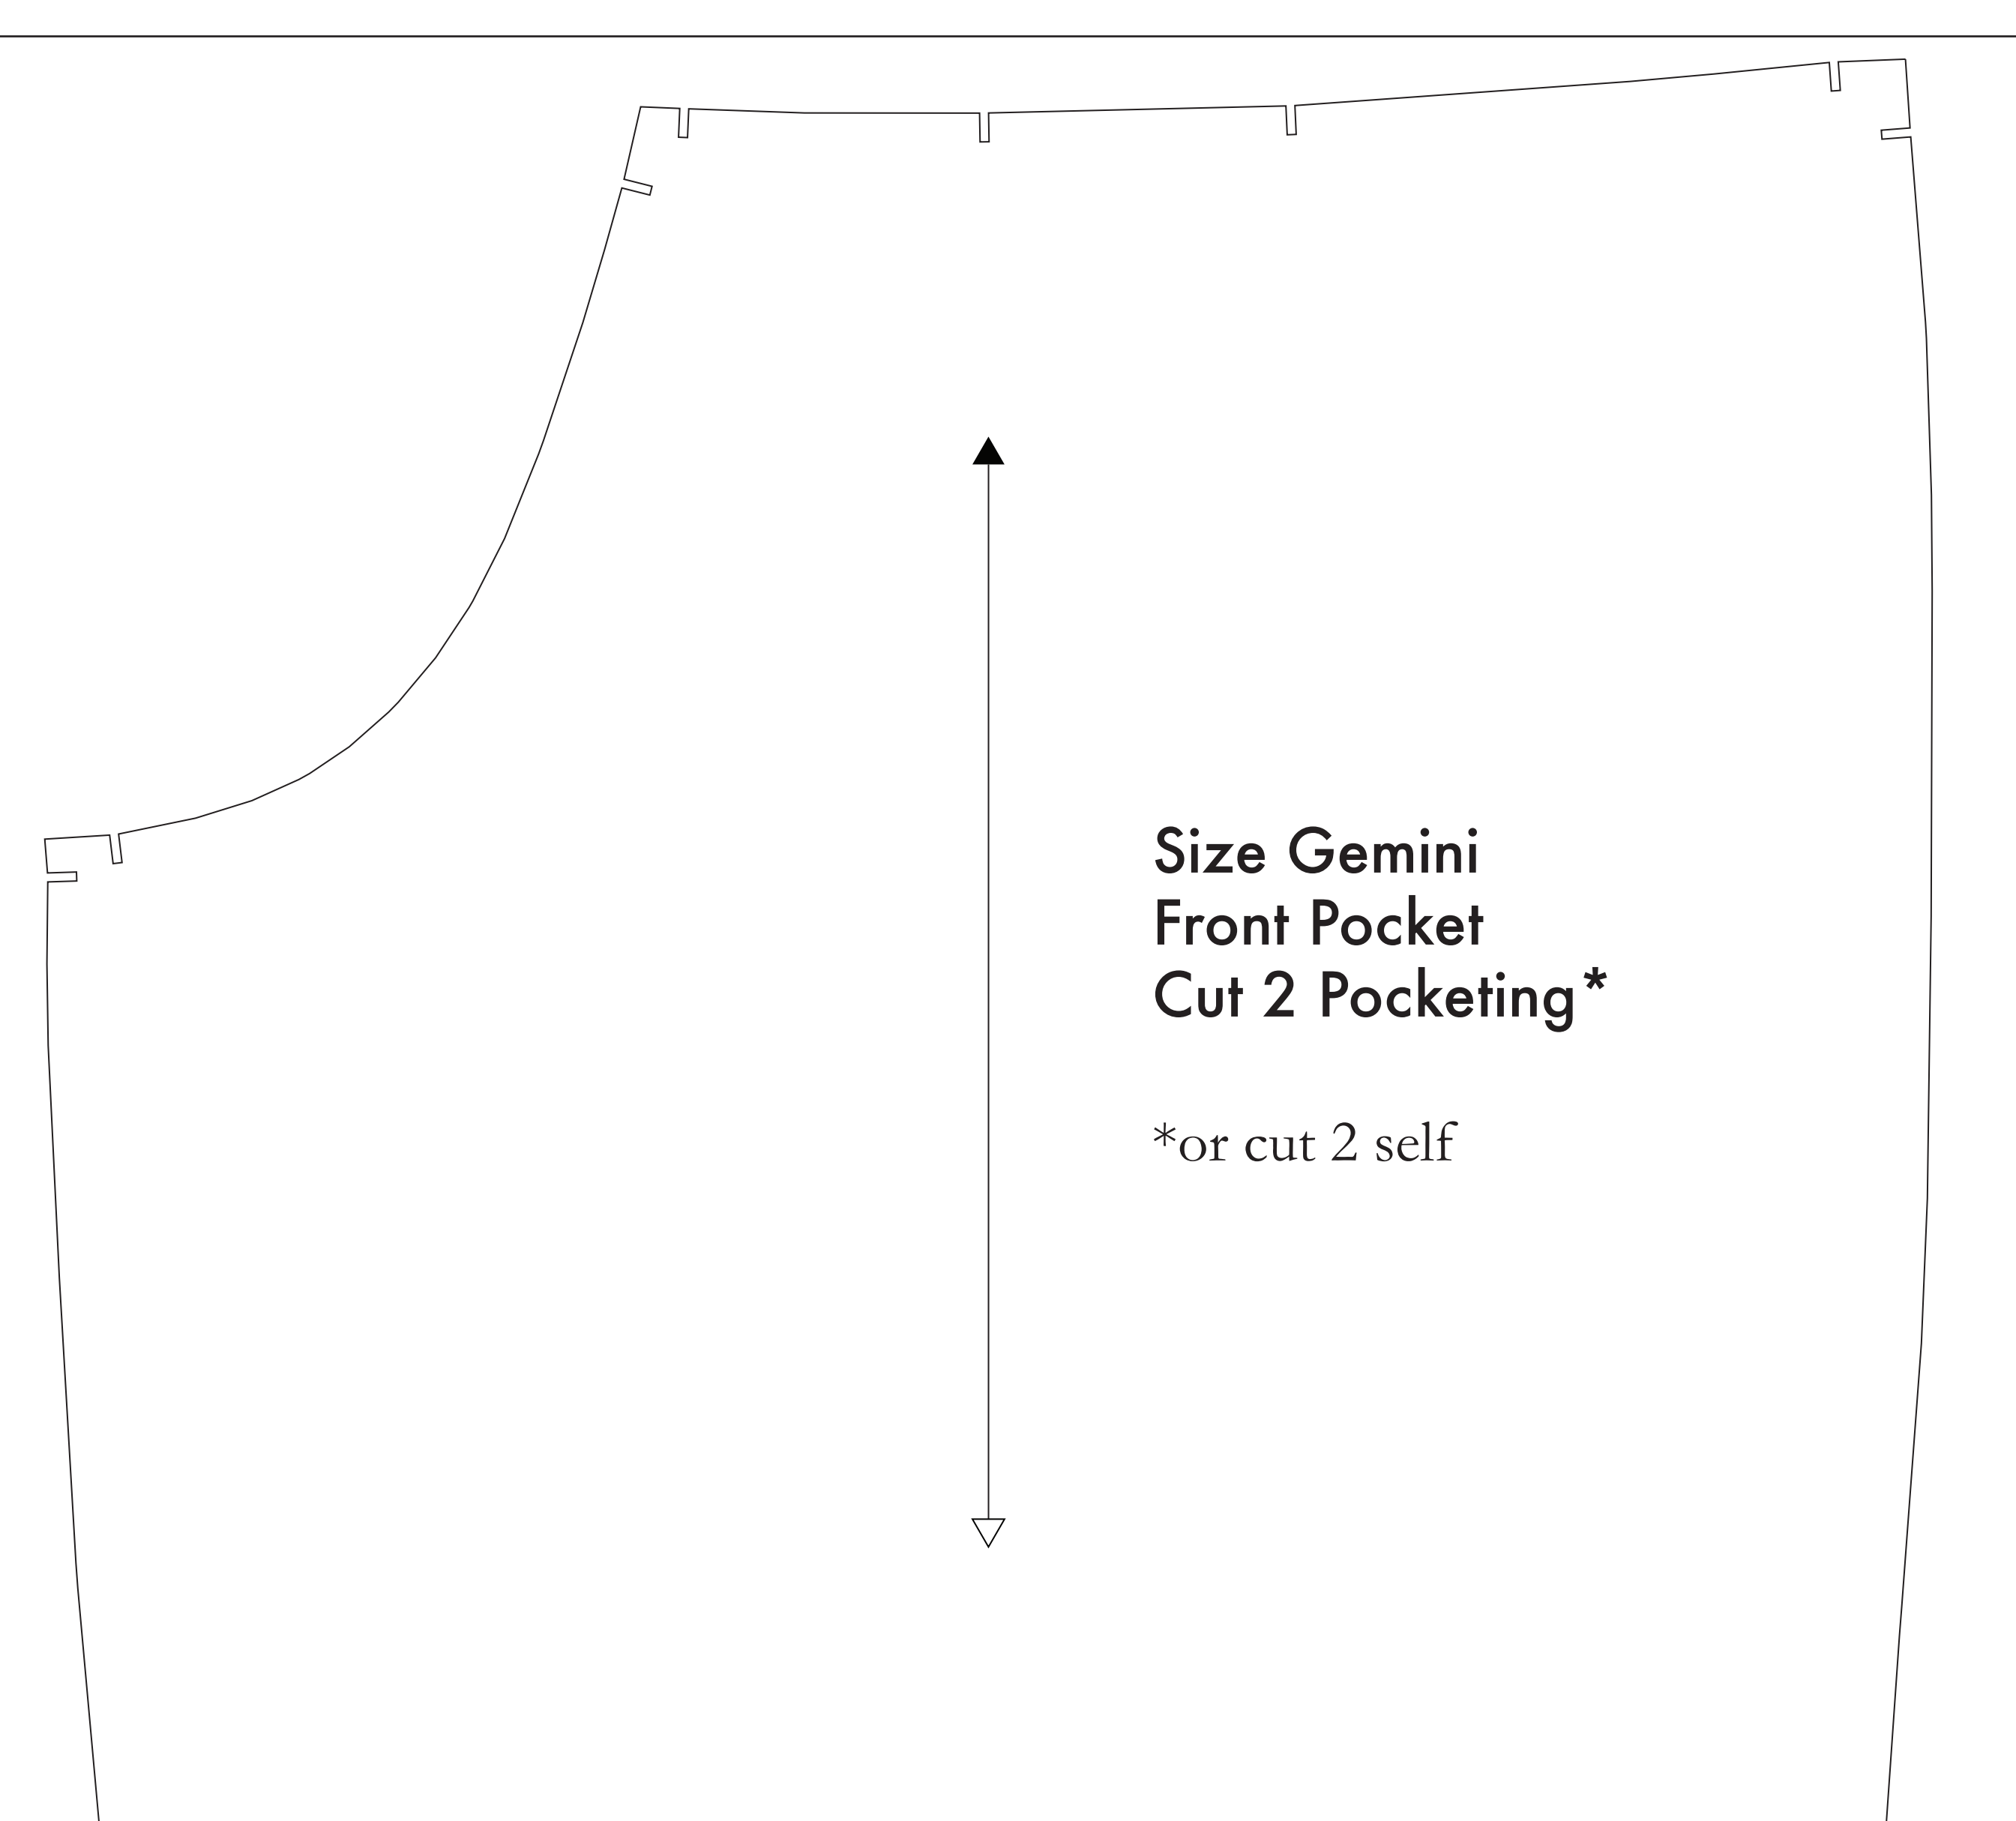 Size Gemini
Front Pocket
Cut 2 Pocketing*
*or cut 2 self